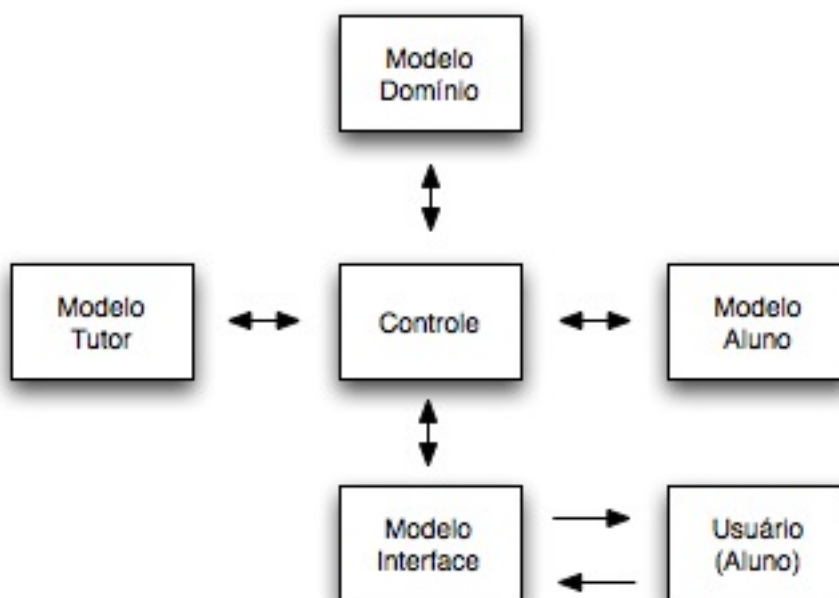 Modelo
Domínio
Modelo
Tutor
Controle
Modelo
Aluno
Modelo
Interface
Usuário
(Aluno)